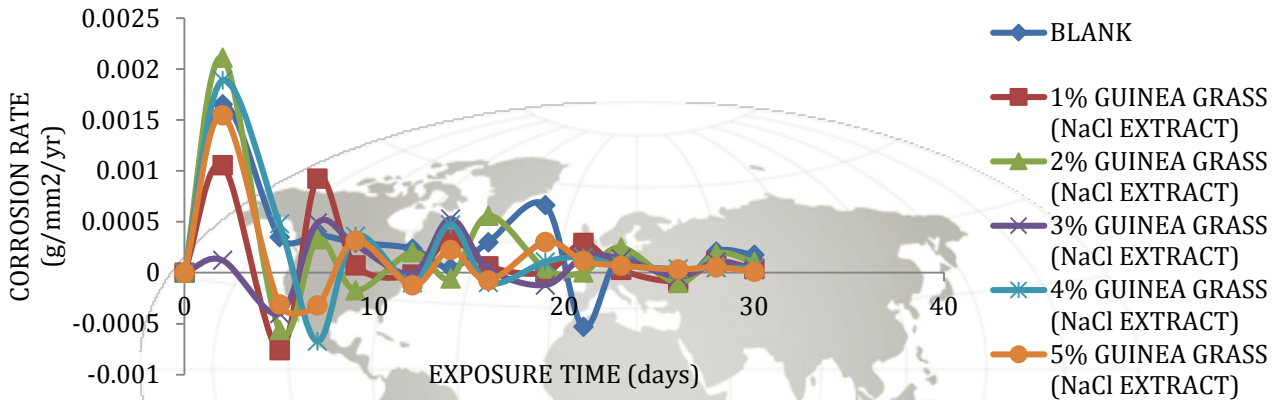 0.0025
0.002
0.0015
0.001
0.0005
0
-0.0005
-0.001
0
10
20
30
40
CORROSION RATE
(g/mm2/yr)
EXPOSURE TIME (days)
BLANK
1% GUINEA GRASS
(NaCl EXTRACT)
2% GUINEA GRASS
(NaCl EXTRACT)
3% GUINEA GRASS
(NaCl EXTRACT)
4% GUINEA GRASS
(NaCl EXTRACT)
5% GUINEA GRASS
(NaCl EXTRACT)